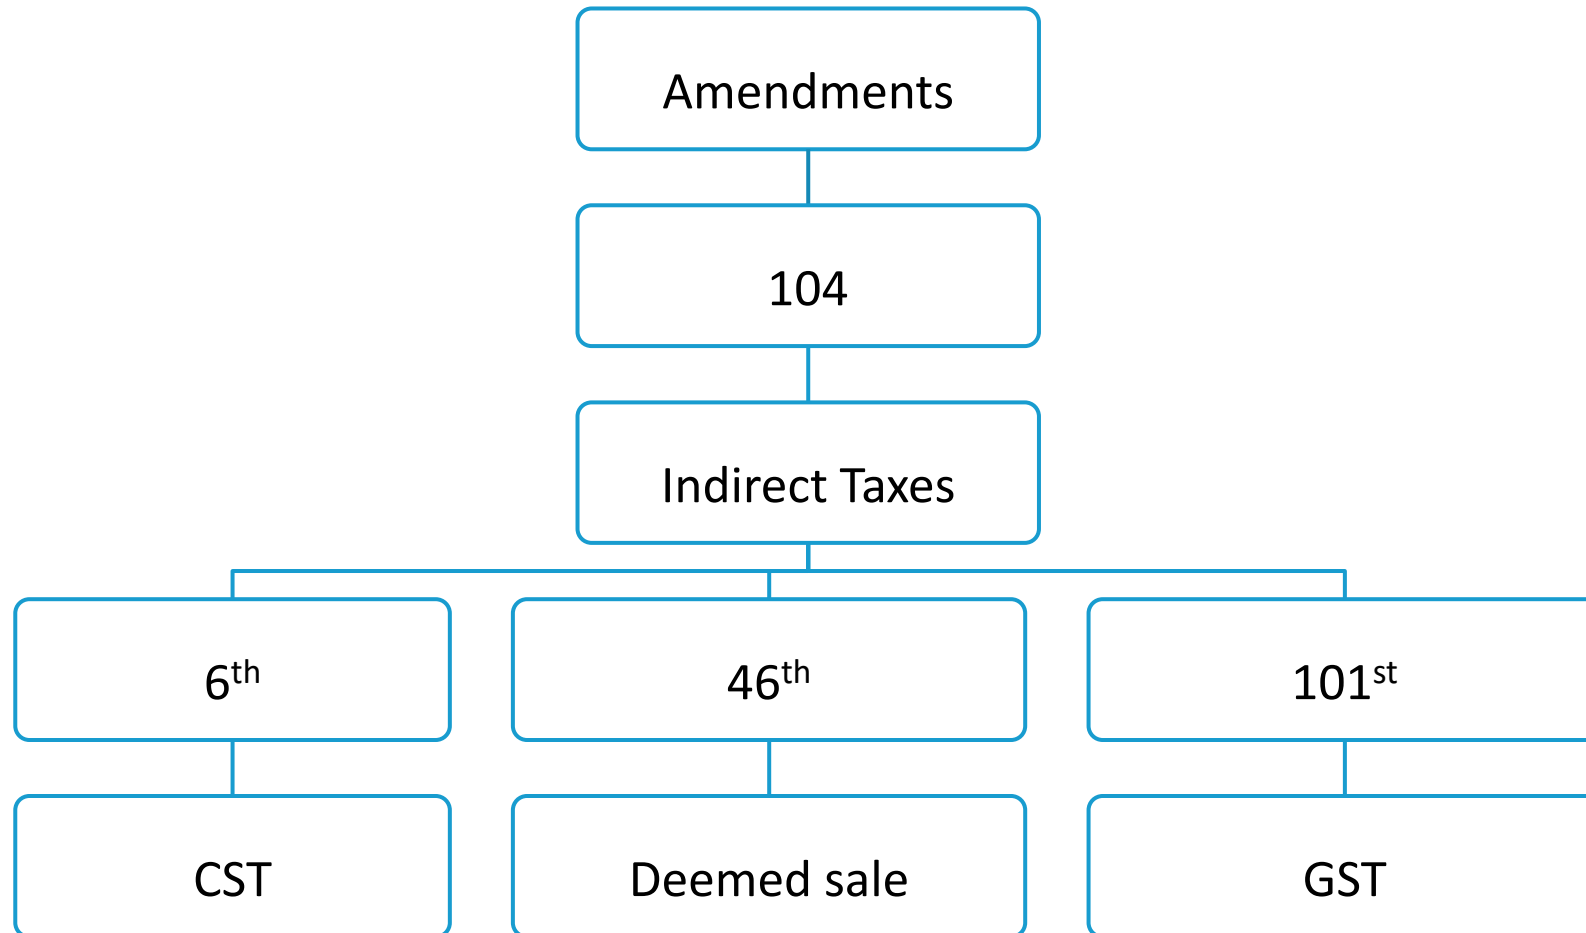 Amendments
104
Indirect Taxes
6th
46th
101st
CST
Deemed sale
GST